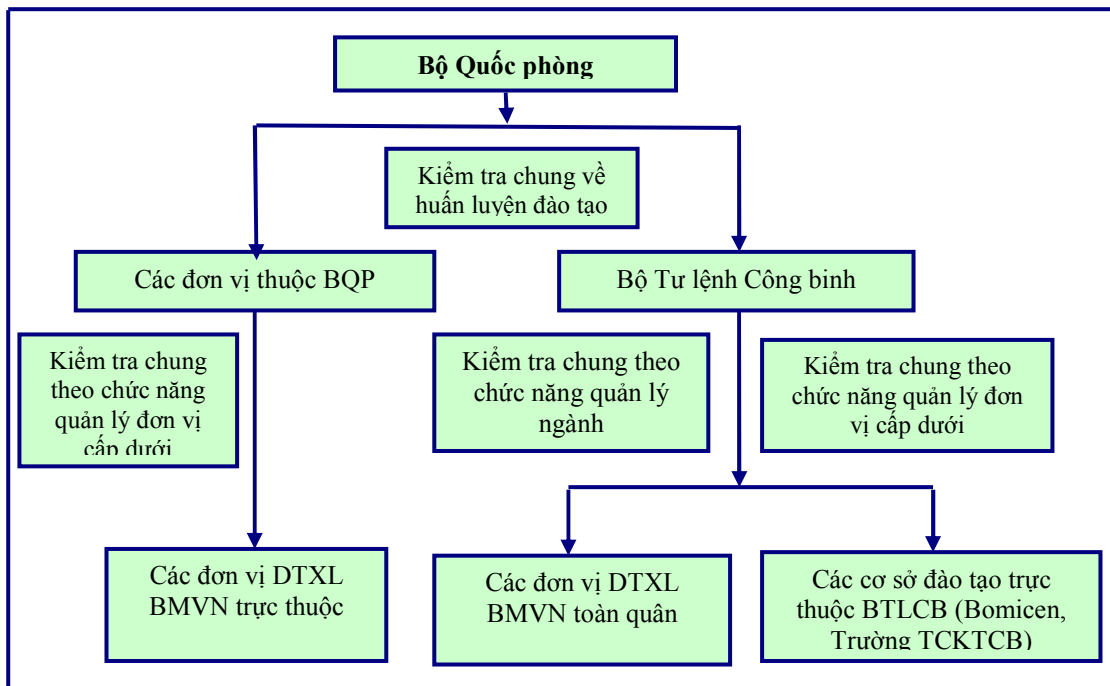 Bộ Quốc phòng
Kiểm tra chung về
huấn luyện đào tạo
Các đơn vị thuộc BQP
Bộ Tư lệnh Công binh
Kiểm tra chung
theo chức năng
quản lý đơn vị
cấp dưới
Kiểm tra chung theo
chức năng quản lý
ngành
Kiểm tra chung theo
chức năng quản lý đơn
vị cấp dưới
Các đơn vị DTXL
BMVN trực thuộc
Các đơn vị DTXL
BMVN toàn quân
Các cơ sở đào tạo trực
thuộc BTLCB (Bomicen,
Trường TCKTCB)